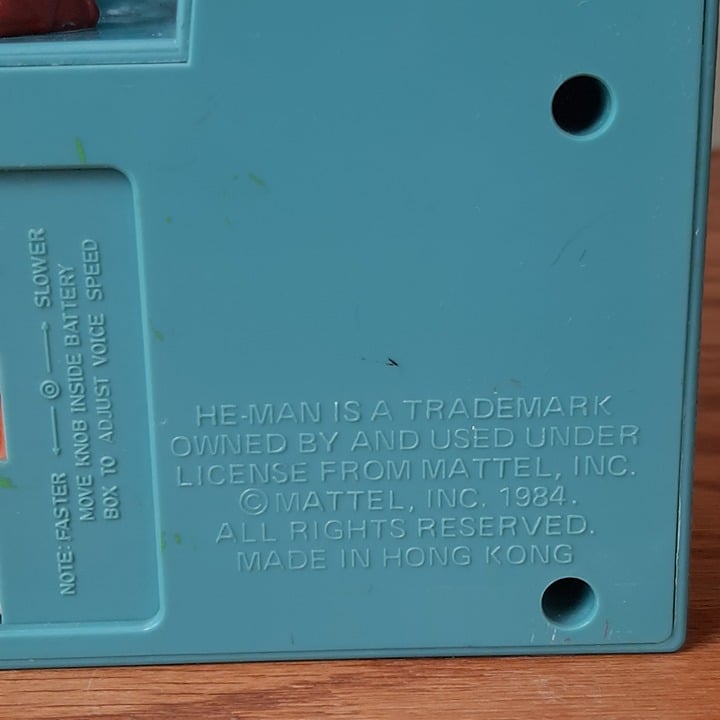 NOTE: FASTER ← ◎ → SLOWER
MOVE KNOB INSIDE BATTERY
BOX TO ADJUST VOICE SPEED
HE-MAN IS A TRADEMARK
OWNED BY AND USED UNDER
LICENSE FROM MATTEL, INC.
© MATTEL, INC. 1984.
ALL RIGHTS RESERVED.
MADE IN HONG KONG